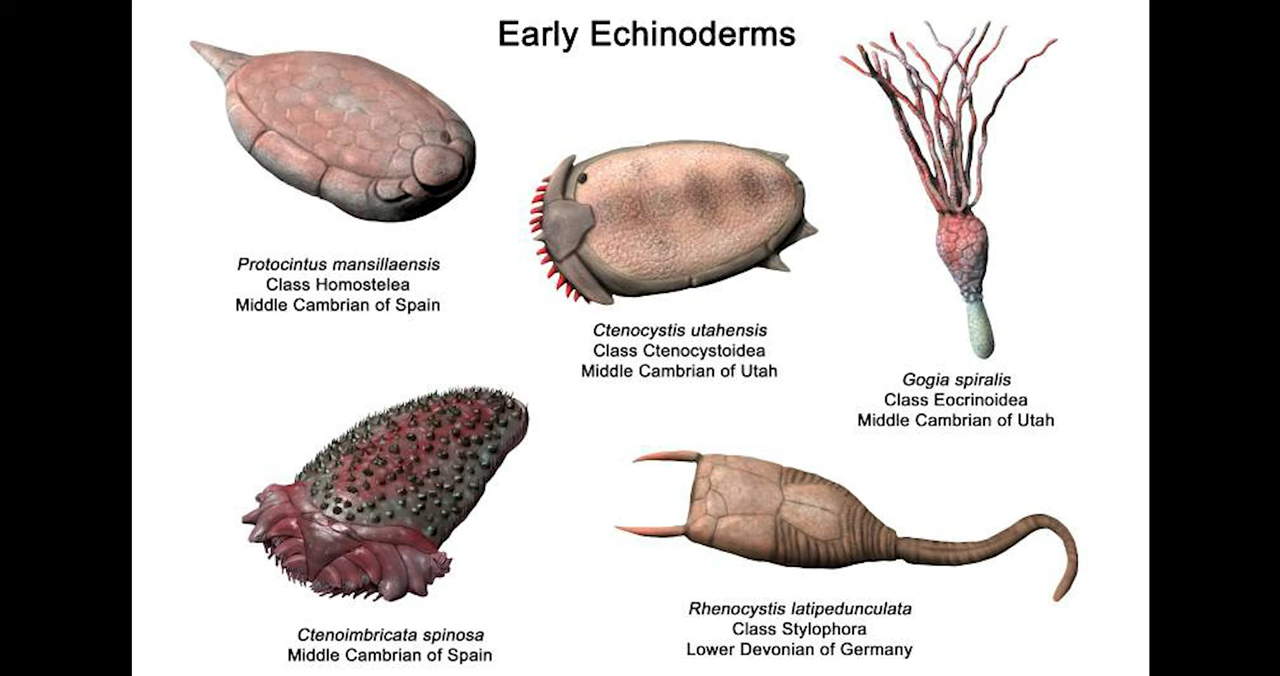 Early Echinoderms
Protocintus mansillaensis
Class Homostelea
Middle Cambrian of Spain
Ctenocystis utahensis
Class Ctenocystoidea
Middle Cambrian of Utah
Gogia spiralis
Class Eocrinoidea
Middle Cambrian of Utah
Ctenoimbricata spinosa
Middle Cambrian of Spain
Rhenocystis latipedunculata
Class Stylophora
Lower Devonian of Germany